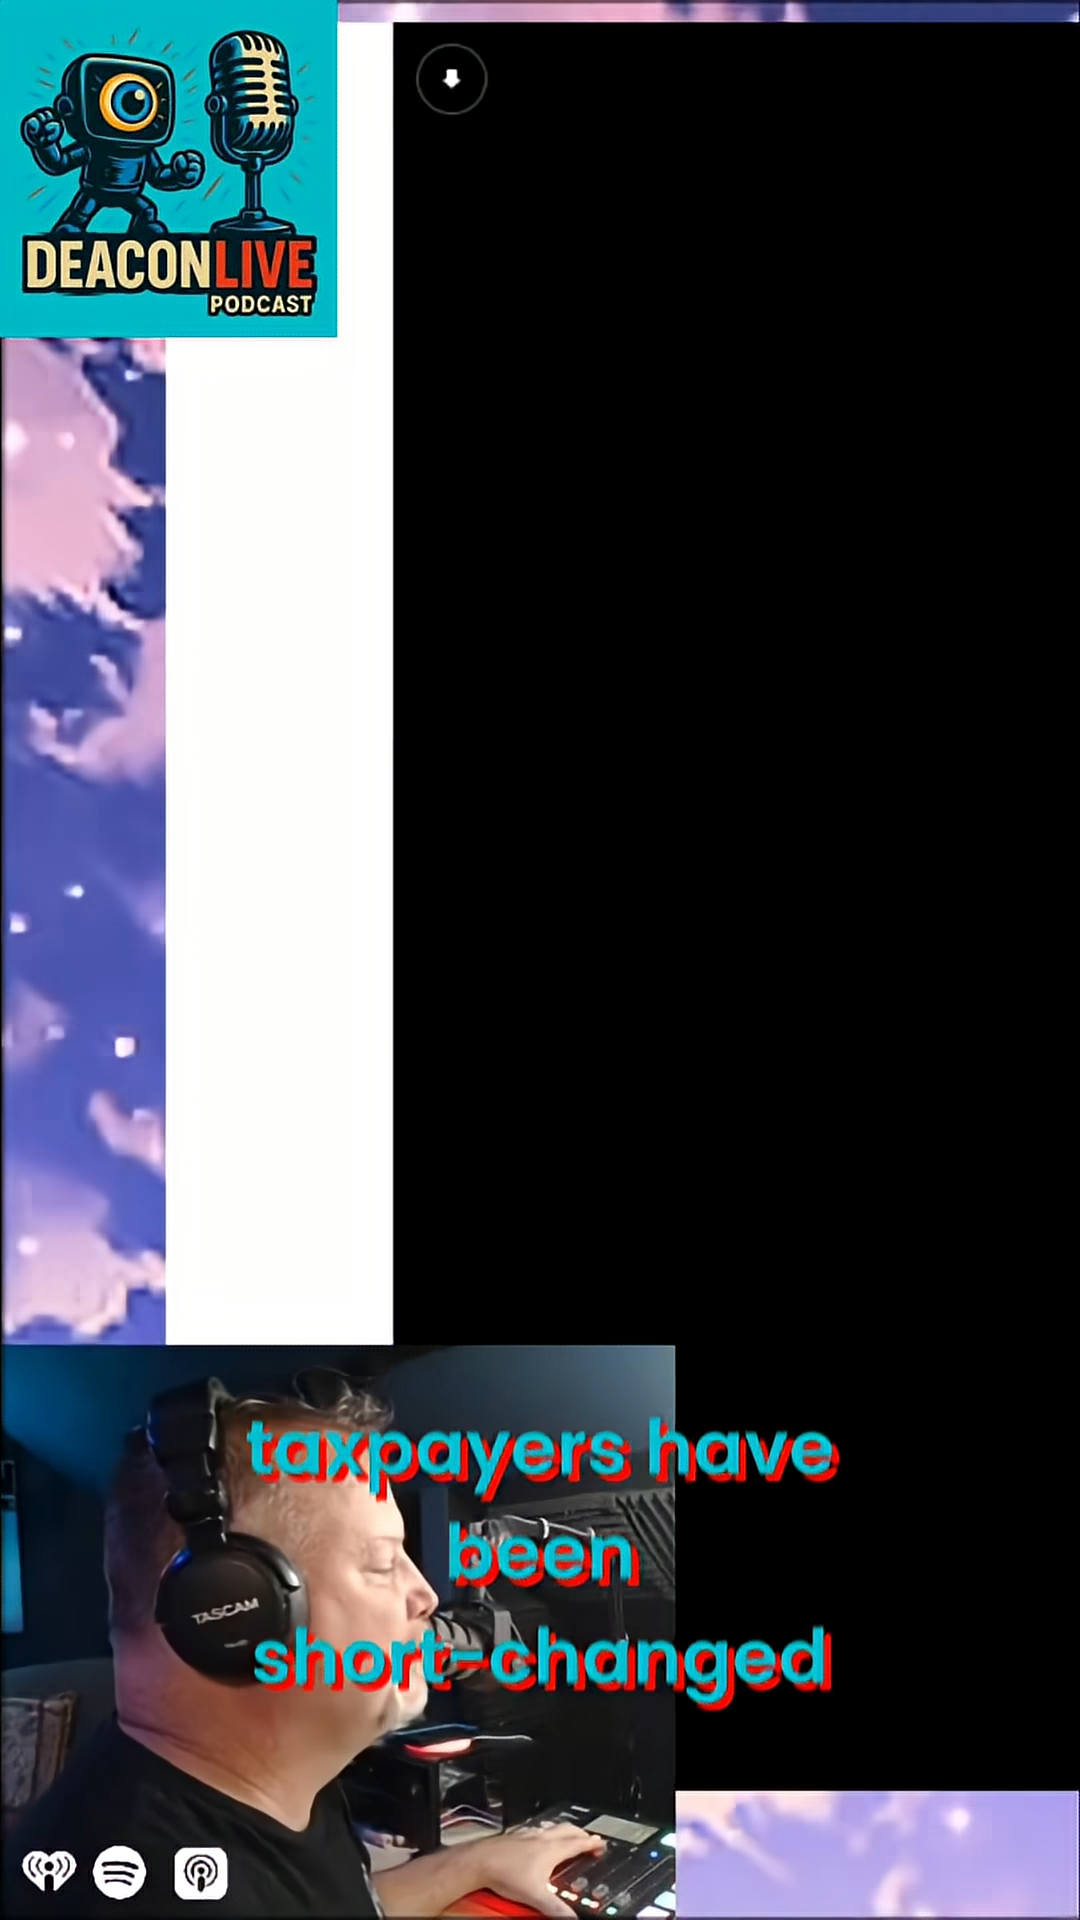 DEACONLIVE
PODCAST
taxpayers have
been
short-changed
TASCAM